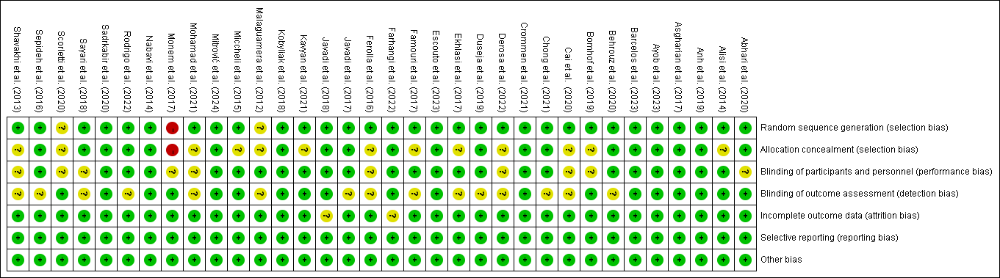 Shavakhi et al. (2013)
Sepideh et al. (2016)
Scorletti et al. (2020)
Sayari et al. (2018)
Sadrkabir et al. (2020)
Rodrigo et al. (2022)
Nabavi et al. (2014)
Monem et al. (2017)
Mohamad et al. (2021)
Mitrović et al. (2024)
Miccheli et al. (2015)
Malaguarnera et al. (2012)
Kobyliak et al. (2018)
Kavyani et al. (2021)
Javadi et al. (2018)
Javadi et al. (2017)
Ferolla et al. (2016)
Farhangi et al. (2022)
Famouri et al. (2017)
Escouto et al. (2023)
Ekhlasi et al. (2017)
Duseja et al. (2019)
Derosa et al. (2022)
Crommen et al. (2021)
Chong et al. (2021)
Cai et al. (2020)
Bomhof et al. (2019)
Behrouz et al. (2020)
Barcelos et al. (2023)
Ayob et al. (2023)
Asgharian et al. (2017)
Anh et al. (2019)
Alisi et al. (2014)
Abhari et al. (2020)
+ + ? + + + + - + + + ? + + + + + + + + + + + + + + + + + + + + + + Random sequence generation (selection bias)
? + ? + + + + - ? + ? ? + ? + + ? + ? + ? + ? + + ? ? + + + + + ? + Allocation concealment (selection bias)
? + ? ? + + + ? ? + + + + + + + ? + + + + + ? + + ? ? + + + + + + ? Blinding of participants and personnel (performance bias)
? ? + ? + ? + + ? + + ? + + + ? ? + ? + ? ? ? + ? ? + ? + + + + + + Blinding of outcome assessment (detection bias)
+ + + + + + + + + + + + + + ? + + ? + + + + + + + + + + + + + + + + Incomplete outcome data (attrition bias)
+ + + + + + + + + + + + + + + + + + + + + + + + + + + + + + + + + + Selective reporting (reporting bias)
+ + + + + + + + + + + + + + + + + + + + + + + + + + + + + + + + + + Other bias